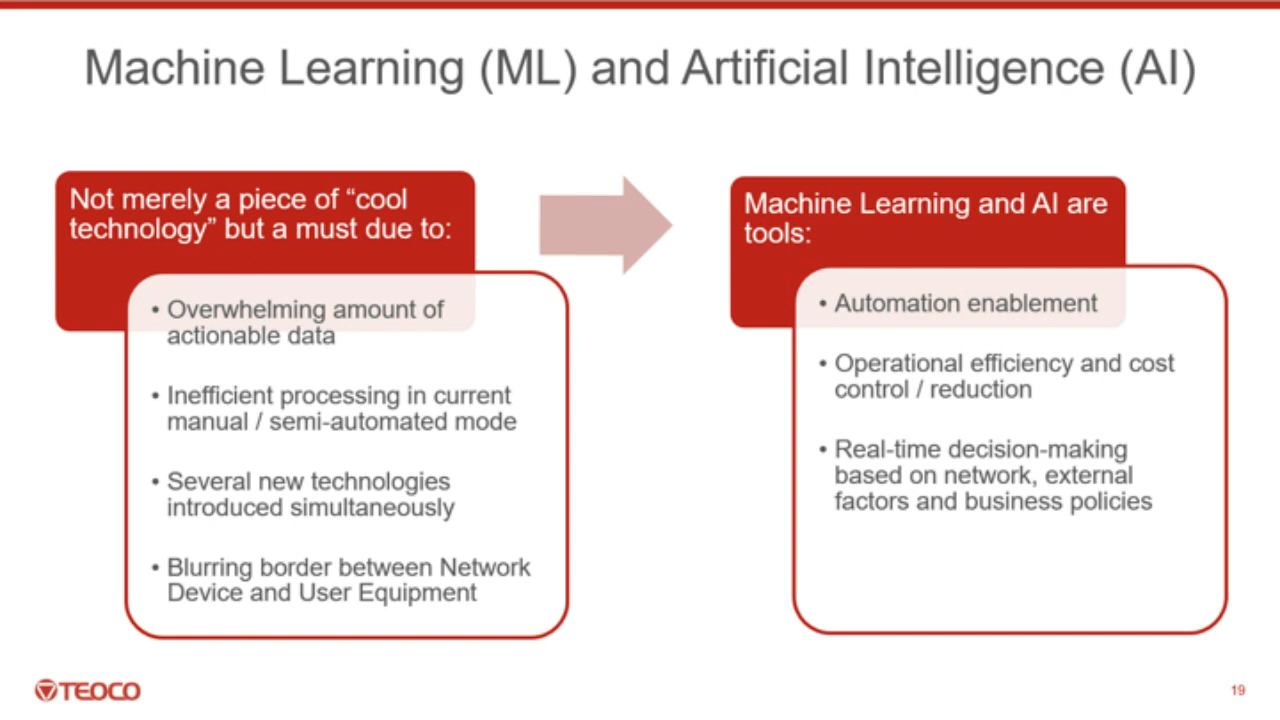 Machine Learning (ML) and Artificial Intelligence (AI)
Not merely a piece of “cool
technology” but a must due to:
• Overwhelming amount of
actionable data
• Inefficient processing in current
manual / semi-automated mode
• Several new technologies
introduced simultaneously
• Blurring border between Network
Device and User Equipment
Machine Learning and AI are
tools:
• Automation enablement
• Operational efficiency and cost
control / reduction
• Real-time decision-making
based on network, external
factors and business policies
TEOCO
19